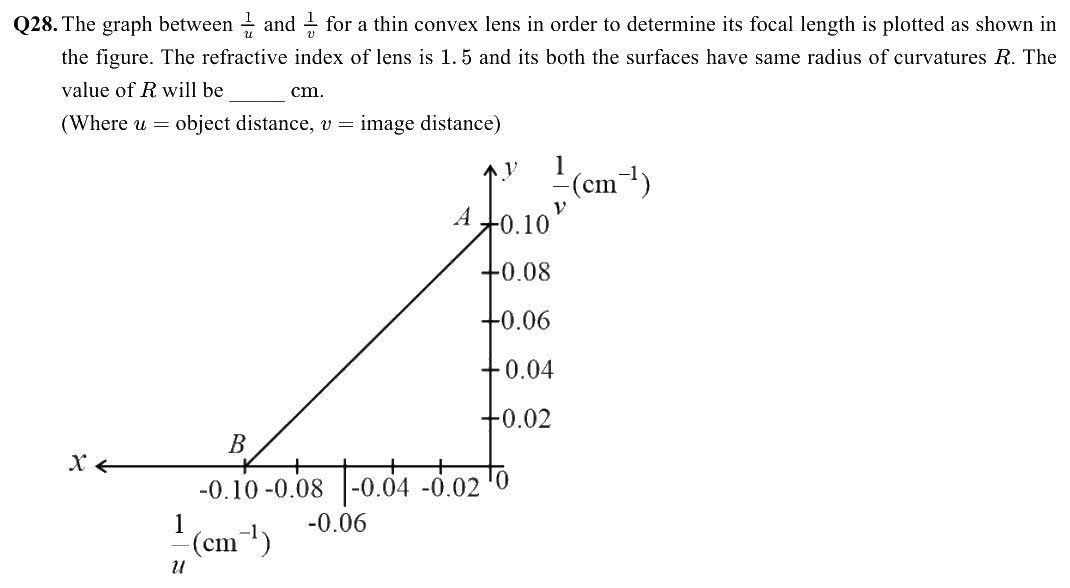 Q28. The graph between 1/u and 1/v for a thin convex lens in order to determine its focal length is plotted as shown in
the figure. The refractive index of lens is 1.5 and its both the surfaces have same radius of curvatures R. The
value of R will be _____ cm.
(Where u = object distance, v = image distance)
y 1/v (cm⁻¹)
A 0.10
0.08
0.06
0.04
0.02
B
x
-0.10 -0.08 -0.04 -0.02 0
-0.06
1/u (cm⁻¹)